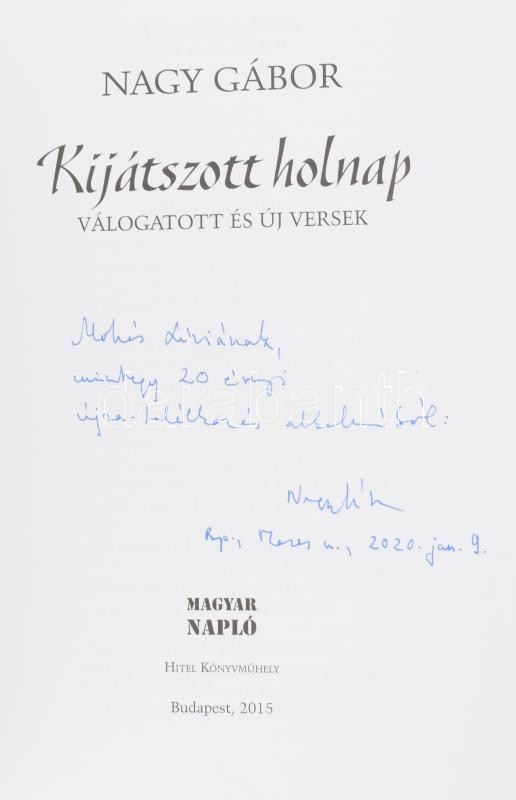 NAGY GÁBOR
Kijátszott holnap
VÁLOGATOTT ÉS ÚJ VERSEK
Mohás Líviának,
mintegy 20 évnyi
újra-találkozás alkalmából:
Bp., u., 2020. jan. 9.
MAGYAR
NAPLÓ
HITEL KÖNYVMŰHELY
Budapest, 2015
darabanth